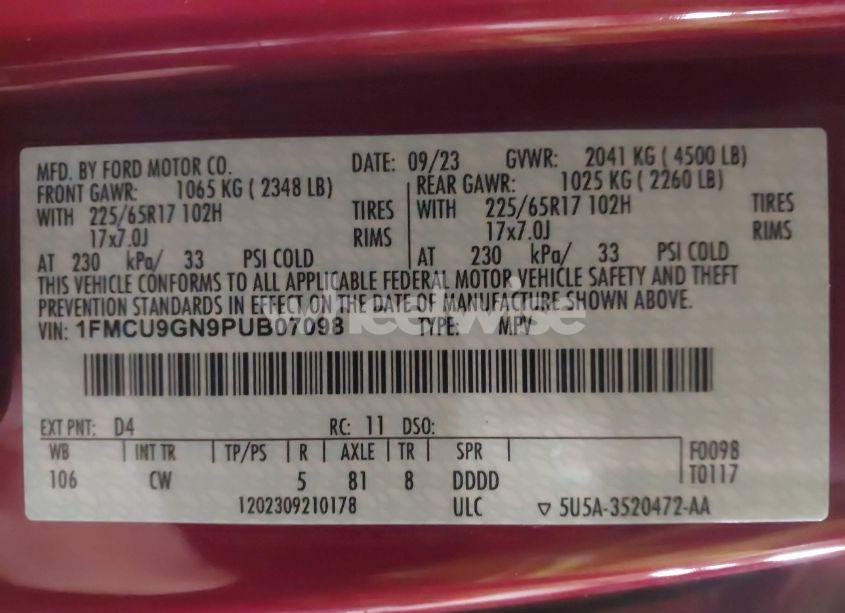 MFD. BY FORD MOTOR CO. DATE: 09/23 GVWR: 2041 KG ( 4500 LB)
FRONT GAWR: 1065 KG ( 2348 LB) REAR GAWR: 1025 KG ( 2260 LB)
WITH 225/65R17 102H TIRES WITH 225/65R17 102H TIRES
17x7.0J RIMS 17x7.0J RIMS
AT 230 kPa/ 33 PSI COLD AT 230 kPa/ 33 PSI COLD
THIS VEHICLE CONFORMS TO ALL APPLICABLE FEDERAL MOTOR VEHICLE SAFETY AND THEFT
PREVENTION STANDARDS IN EFFECT ON THE DATE OF MANUFACTURE SHOWN ABOVE.
VIN: 1FMCU9GN9PUB07098 TYPE: MPV
EXT PNT: D4 RC: 11 DSO:
WB INT TR TP/PS R AXLE TR SPR F0098
106 CW 5 81 8 DDDD T0117
1202309210178 ULC ▽ 5U5A-3520472-AA